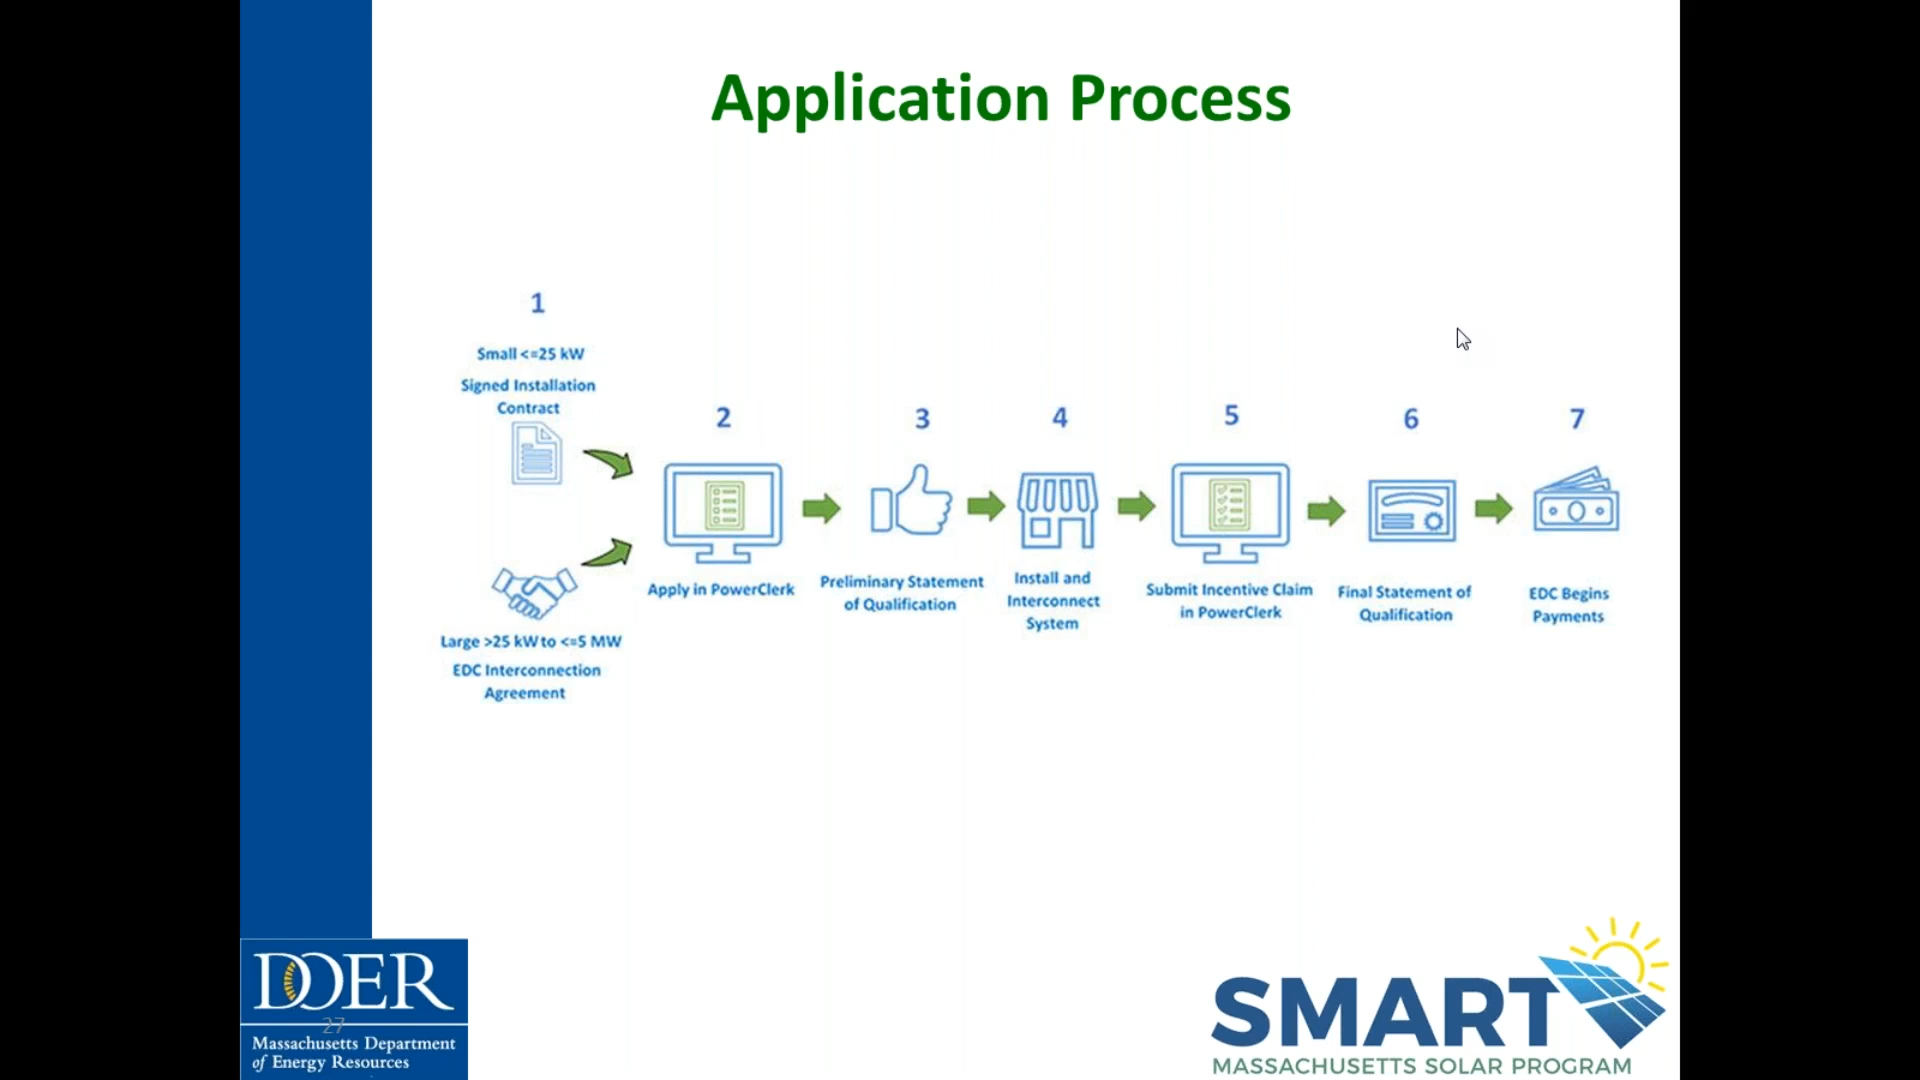 Application Process
1
Small <=25 kW
Signed Installation
Contract
Large >25 kW to <=5 MW
EDC Interconnection
Agreement
2
Apply in PowerClerk
3
Preliminary Statement
of Qualification
4
Install and
Interconnect
System
5
Submit Incentive Claim
in PowerClerk
6
Final Statement of
Qualification
7
EDC Begins
Payments
DOER
27
Massachusetts Department
of Energy Resources
SMART
MASSACHUSETTS SOLAR PROGRAM